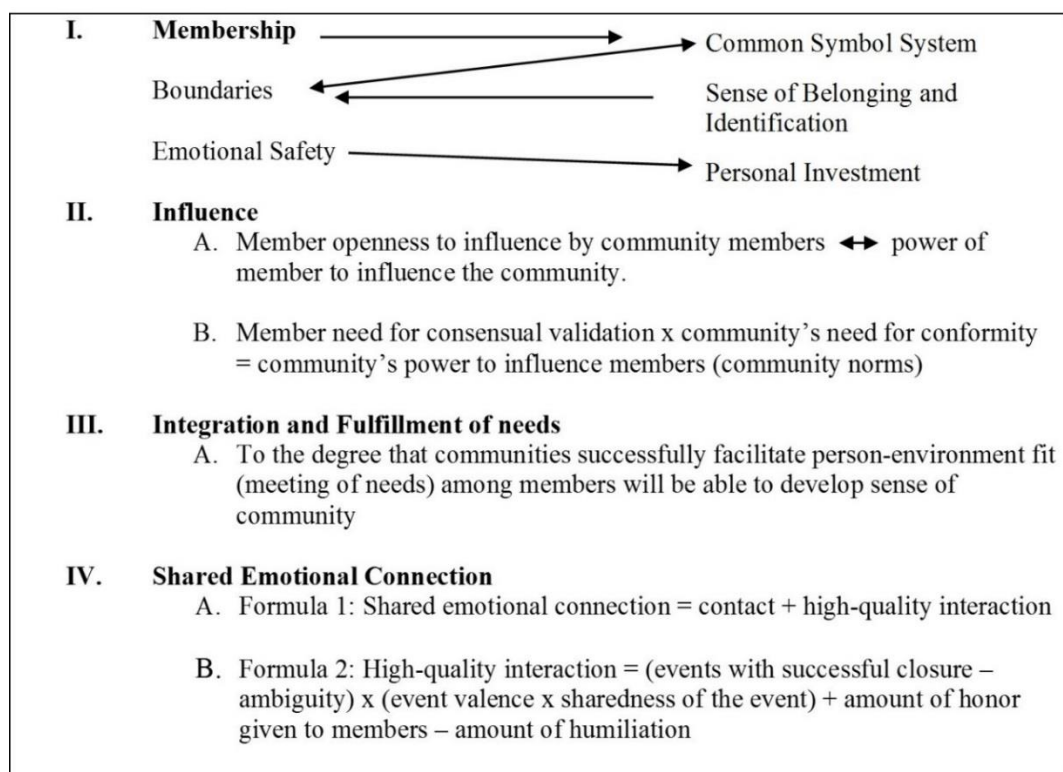 I. Membership
Common Symbol System
Boundaries
Sense of Belonging and
Identification
Emotional Safety
Personal Investment
II. Influence
A. Member openness to influence by community members ↔ power of
member to influence the community.
B. Member need for consensual validation x community’s need for conformity
= community’s power to influence members (community norms)
III. Integration and Fulfillment of needs
A. To the degree that communities successfully facilitate person-environment fit
(meeting of needs) among members will be able to develop sense of
community
IV. Shared Emotional Connection
A. Formula 1: Shared emotional connection = contact + high-quality interaction
B. Formula 2: High-quality interaction = (events with successful closure –
ambiguity) x (event valence x sharedness of the event) + amount of honor
given to members – amount of humiliation